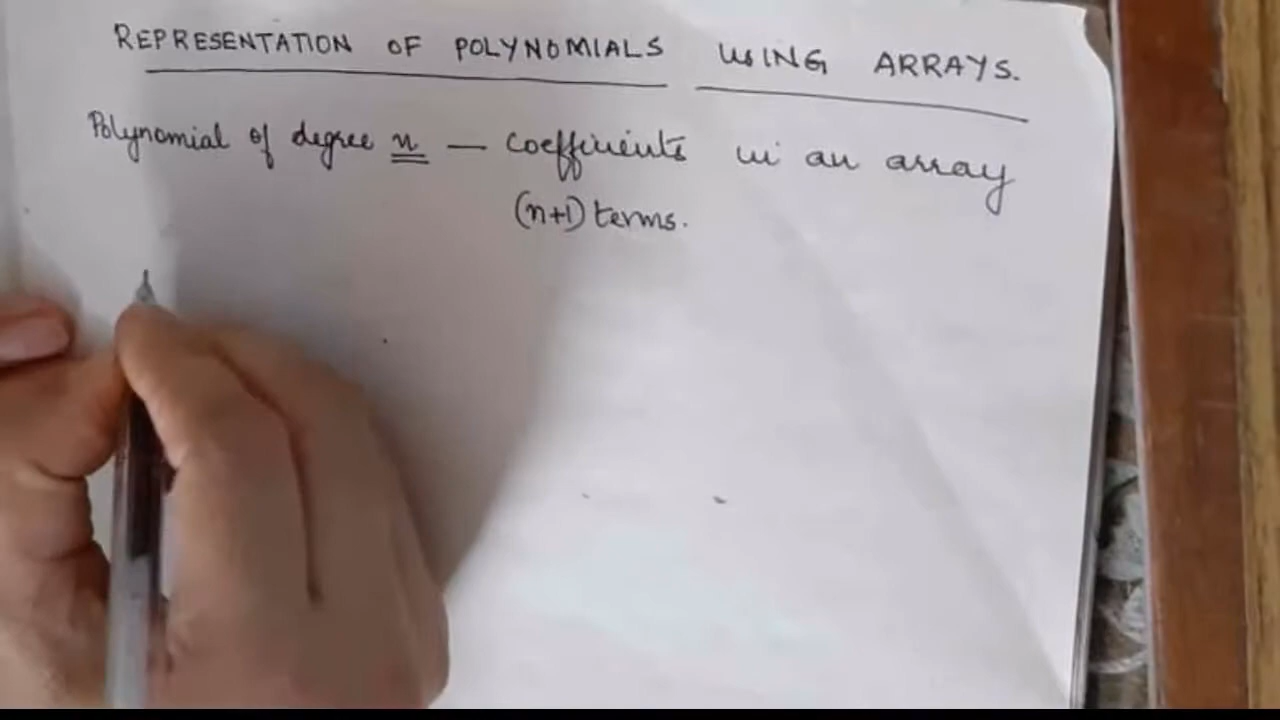 REPRESENTATION OF POLYNOMIALS USING ARRAYS.
Polynomial of degree n — coefficients in an array
(n+1) terms.